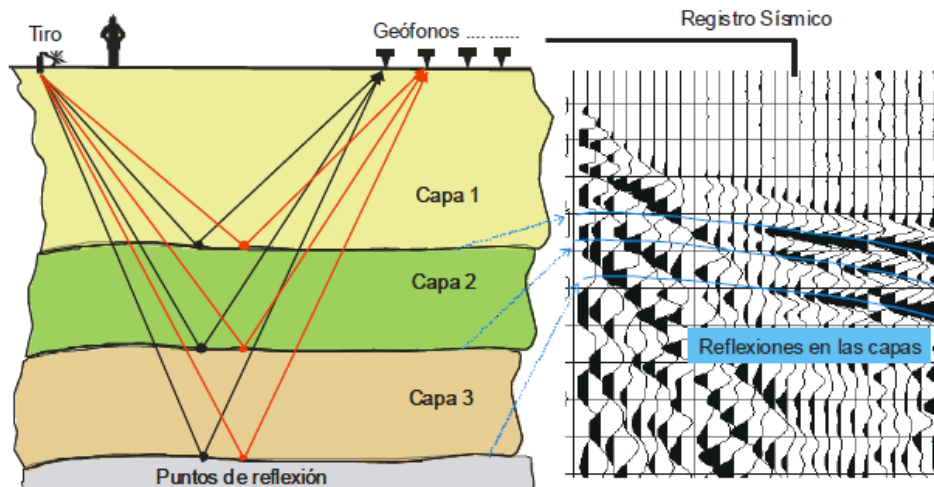 Registro Sísmico
Tiro
Geófonos .... ......
Capa 1
Capa 2
Reflexiones en las capas
Capa 3
Puntos de reflexión